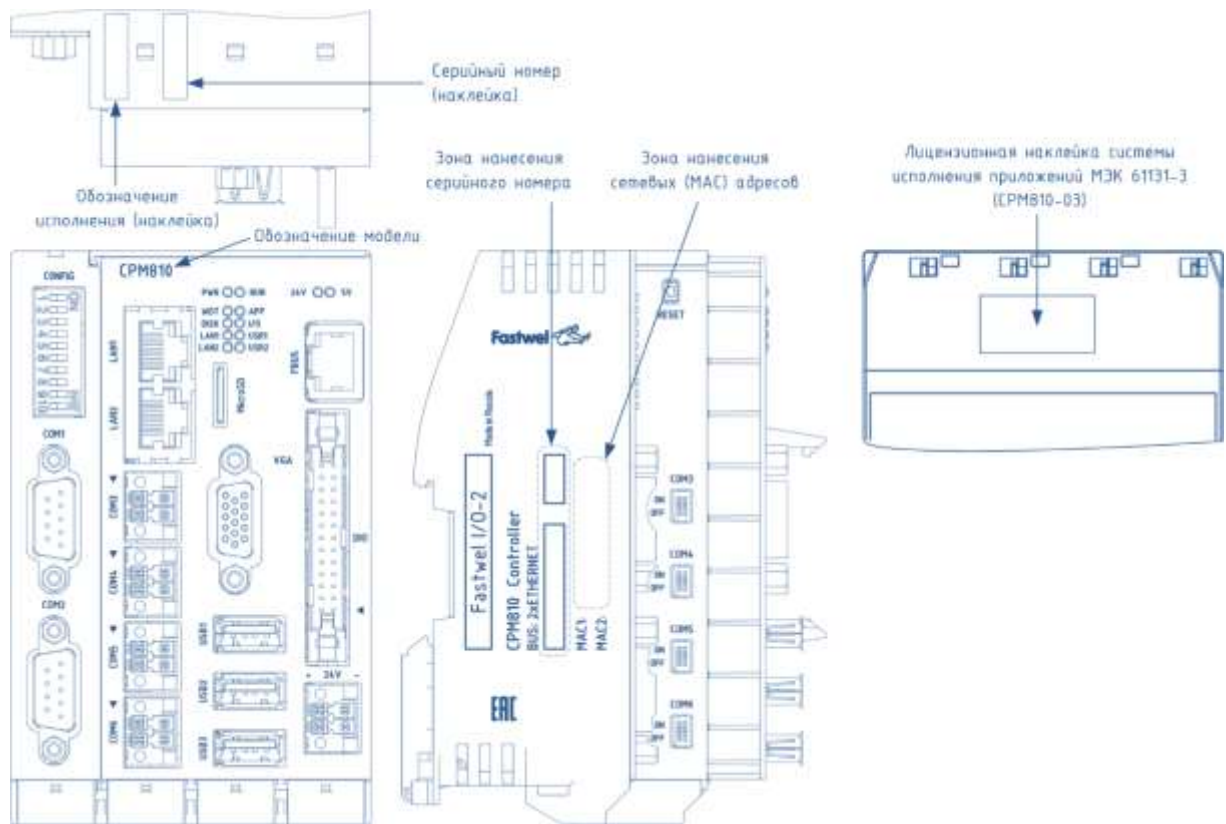 Серийный номер
(наклейка)
Зона нанесения
серийного номера
Зона нанесения
сетевых (MAC) адресов
Лицензионная наклейка системы
исполнения приложений МЭК 61131-3
(CPM810-03)
Обозначение
исполнения (наклейка)
Обозначение модели
CONFIG
CPM810
PWR
24V 5V
APP
LAN1 USB1
LAN2 USB2
LAN1
LAN2
MicroSD
FBUS
COM1
VGA
COM3
COM4
COM2
COM5
COM6
USB1
USB2
USB3
+ 24V -
Fastwel
RESET
Made in Russia
Fastwel I/O-2
CPM810 Controller
BUS: 2xETHERNET
MAC1:
MAC2:
EAC
COM3
ON
OFF
COM4
ON
OFF
COM5
ON
OFF
COM6
ON
OFF